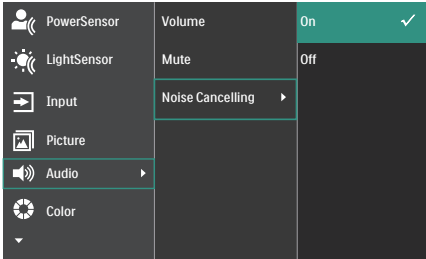 PowerSensor
LightSensor
Input
Picture
Audio
Color
Volume
Mute
Noise Cancelling
On
Off